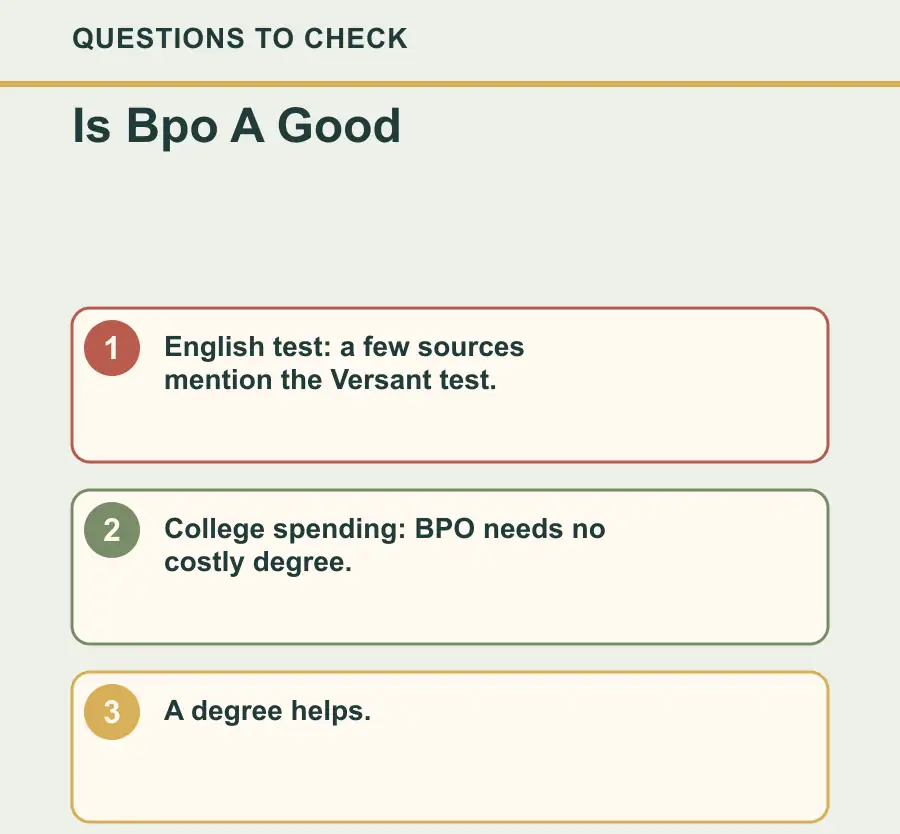 QUESTIONS TO CHECK
Is Bpo A Good
1
English test: a few sources
mention the Versant test.
2
College spending: BPO needs no
costly degree.
3
A degree helps.